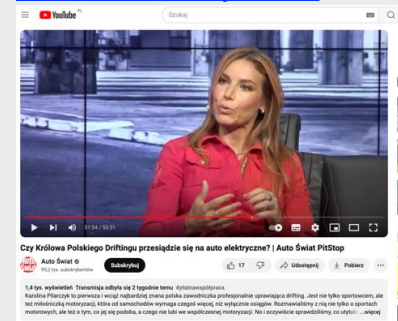 YouTube PL
Szukaj
31:54 / 50:31
Czy Królowa Polskiego Driftingu przesiądzie się na auto elektryczne? | Auto Świat PitStop
Auto Świat
99,2 tys. subskrybentów
Subskrybuj
17
Udostępnij
Pobierz
1,4 tys. wyświetleń Transmisja odbyła się 2 tygodnie temu #płatnawspółpraca
Karolina Pilarczyk to pierwsza i wciąż najbardziej znana polska zawodniczka profesjonalnie uprawiająca drifting. Jest nie tylko sportowcem, ale
też miłośniczką motoryzacji, która od samochodów wymaga czegoś więcej, niż wyłącznie osiągów. Rozmawialiśmy z nią nie tylko o sportach
motorowych, ale też o tym, co jej się podoba, a czego nie lubi we współczesnej motoryzacji. No i oczywiście sprawdziliśmy, co otytułc ...więcej